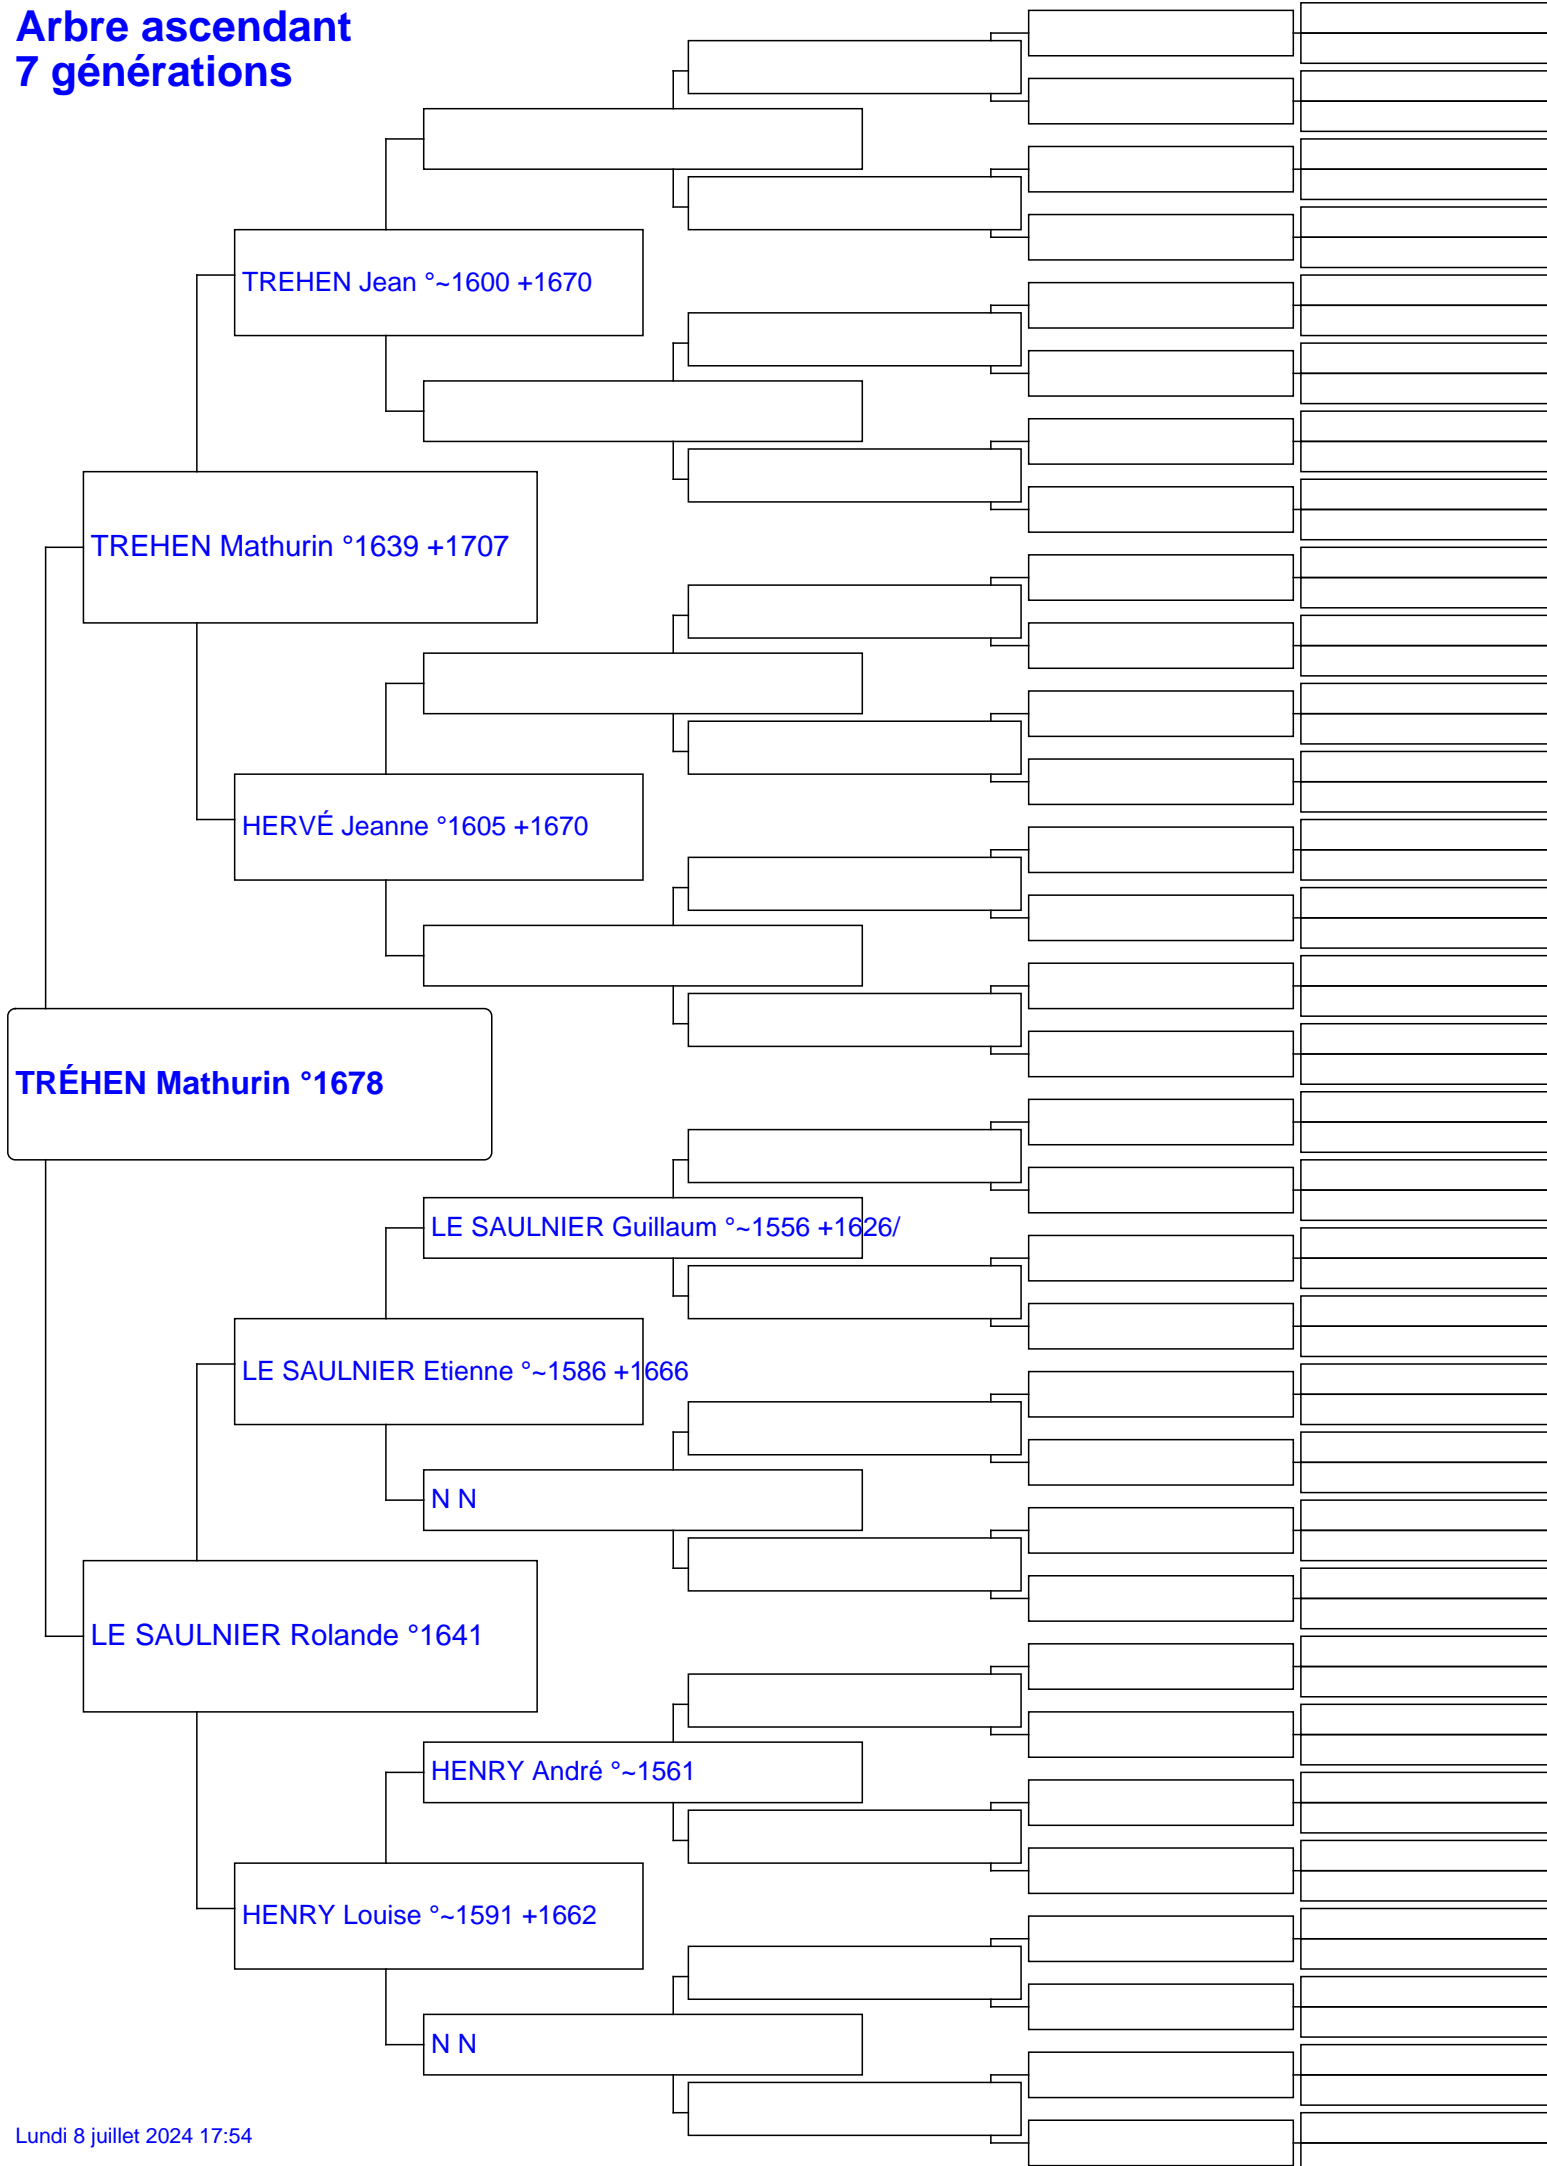 Arbre ascendant
7 générations
TREHEN Jean °~1600 +1670
TREHEN Mathurin °1639 +1707
HERVÉ Jeanne °1605 +1670
TRÉHEN Mathurin °1678
LE SAULNIER Guillaum °~1556 +1626/
LE SAULNIER Etienne °~1586 +1666
N N
LE SAULNIER Rolande °1641
HENRY André °~1561
HENRY Louise °~1591 +1662
N N
Lundi 8 juillet 2024 17:54